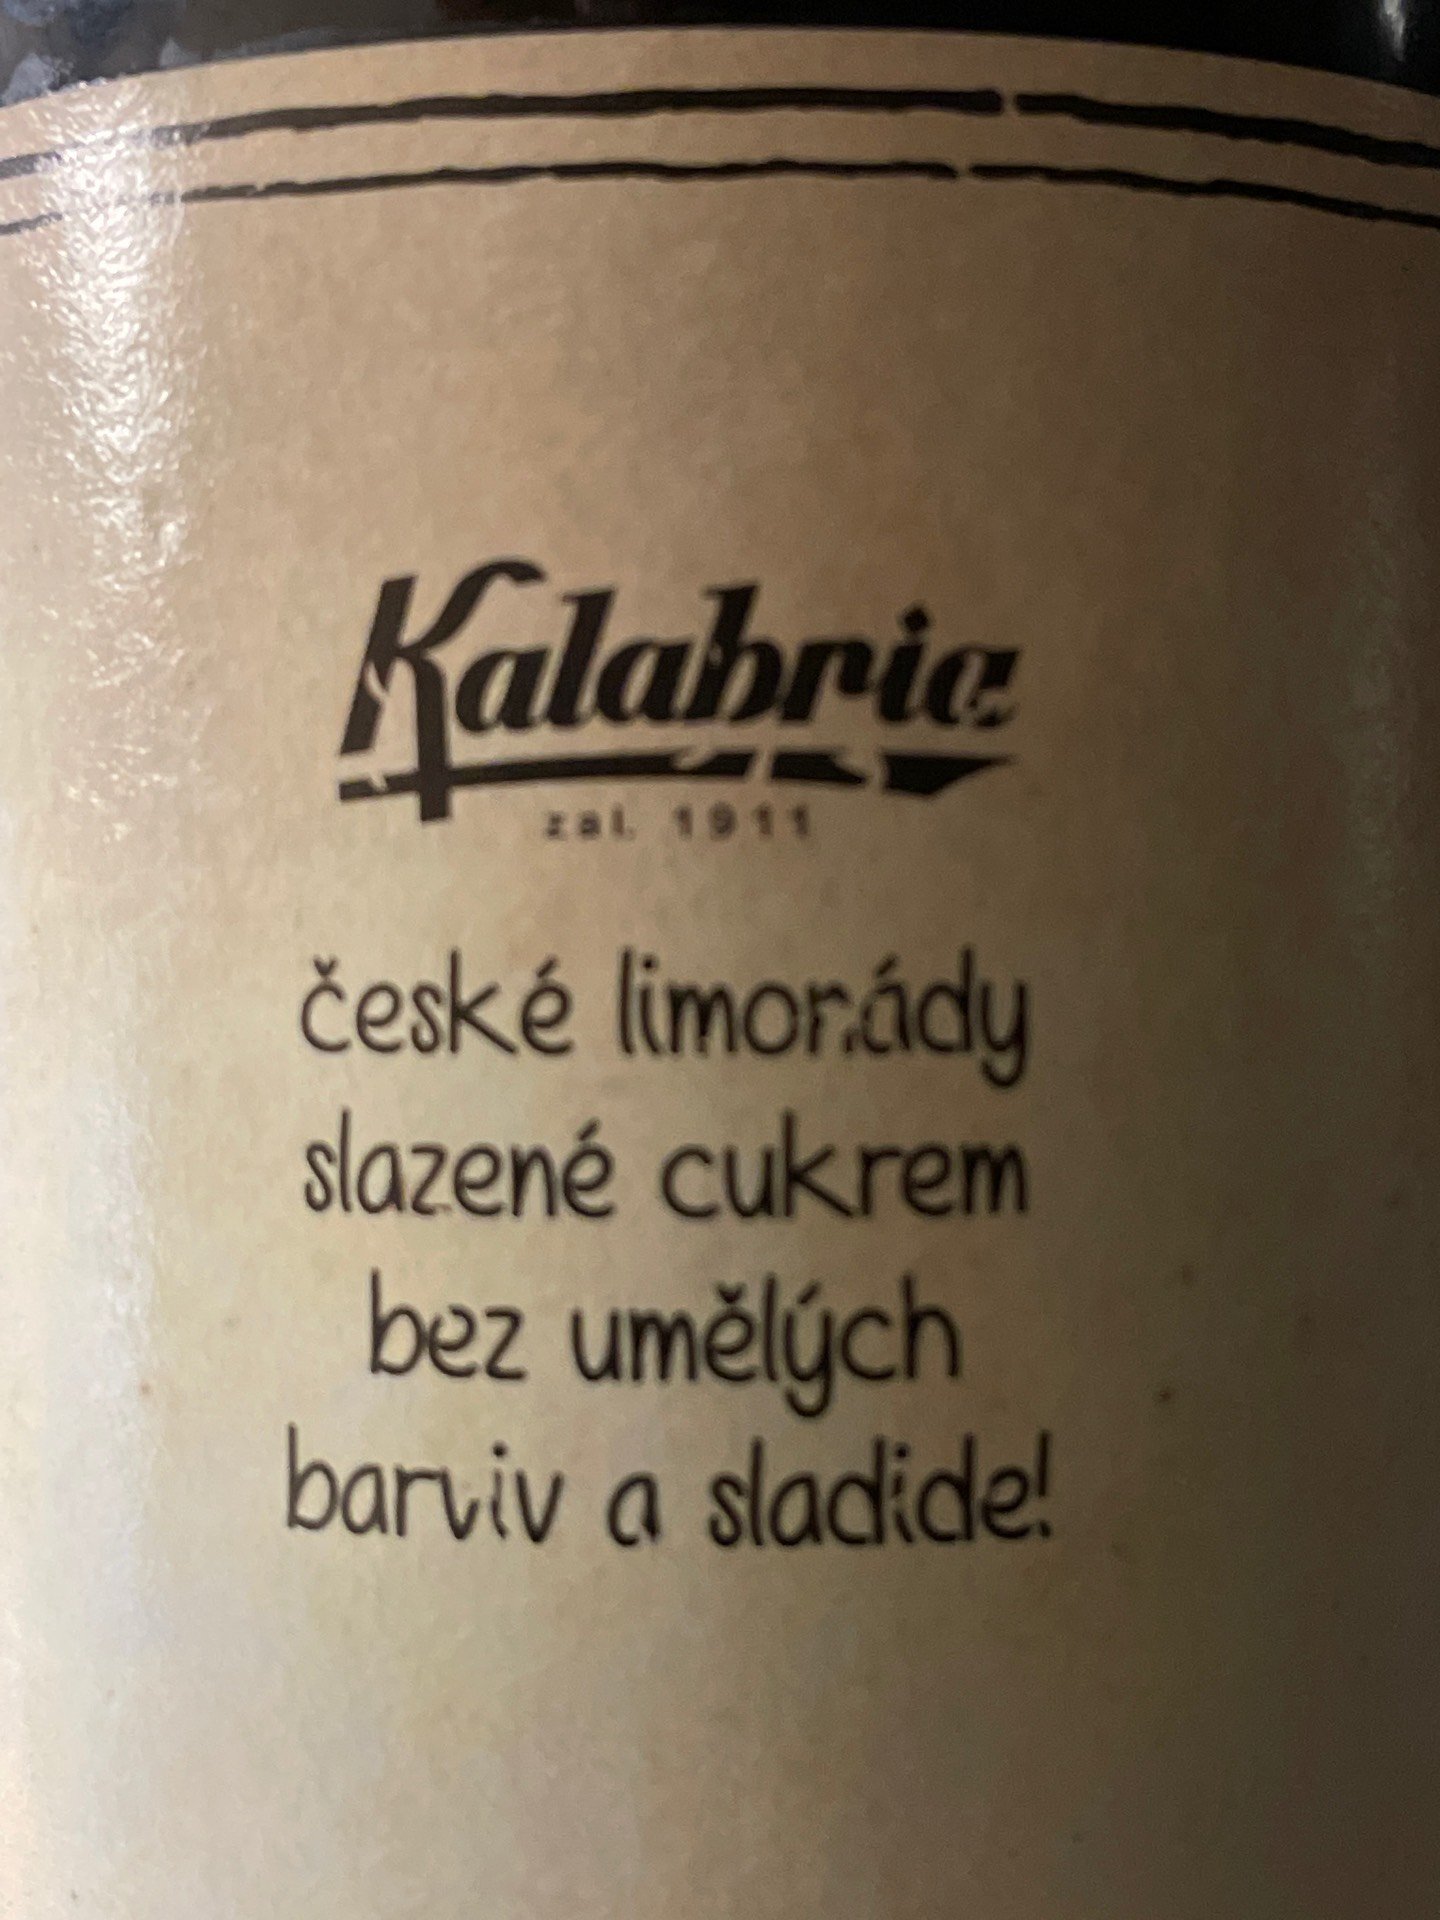 Kalabria
zal. 1911
české limonády
slazené cukrem
bez umělých
barviv a sladidel!